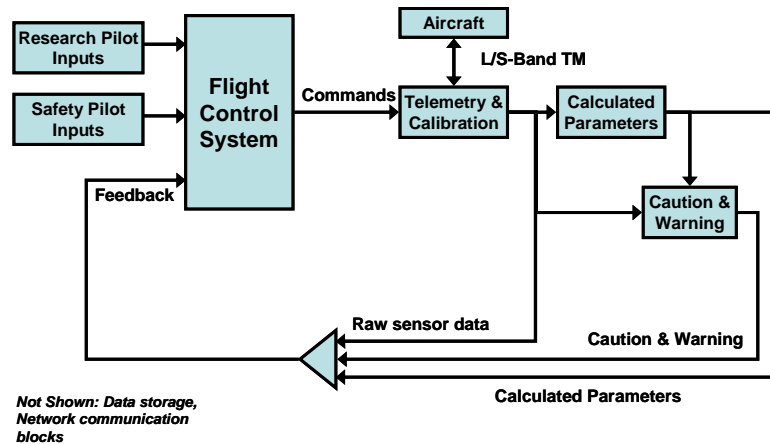 Aircraft
Research Pilot
Inputs
L/S-Band TM
Flight
Control
System
Commands
Telemetry &
Calibration
Calculated
Parameters
Safety Pilot
Inputs
Feedback
Caution &
Warning
Raw sensor data
Caution & Warning
Calculated Parameters
Not Shown: Data storage,
Network communication
blocks